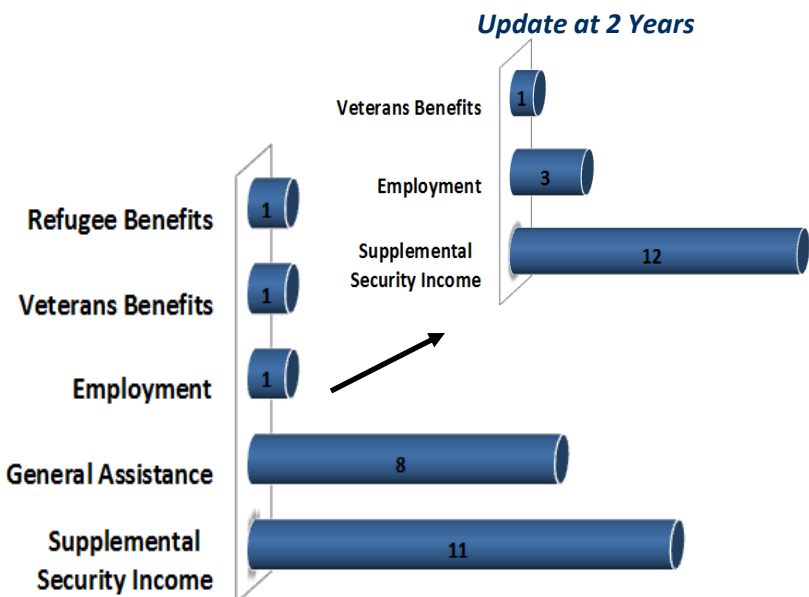 Update at 2 Years
Veterans Benefits
1
Employment
3
Supplemental
Security Income
12
Refugee Benefits
1
Veterans Benefits
1
Employment
1
General Assistance
8
Supplemental
Security Income
11